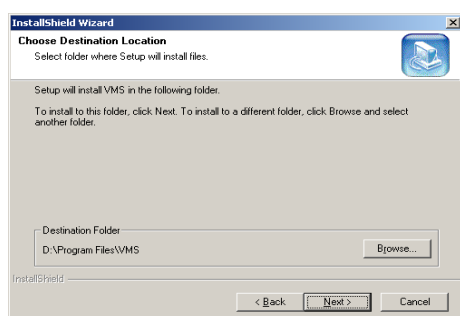 InstallShield Wizard
Choose Destination Location
Select folder where Setup will install files.
Setup will install VMS in the following folder.
To install to this folder, click Next. To install to a different folder, click Browse and select
another folder.
Destination Folder
D:\Program Files\VMS
Browse...
InstallShield
< Back
Next >
Cancel